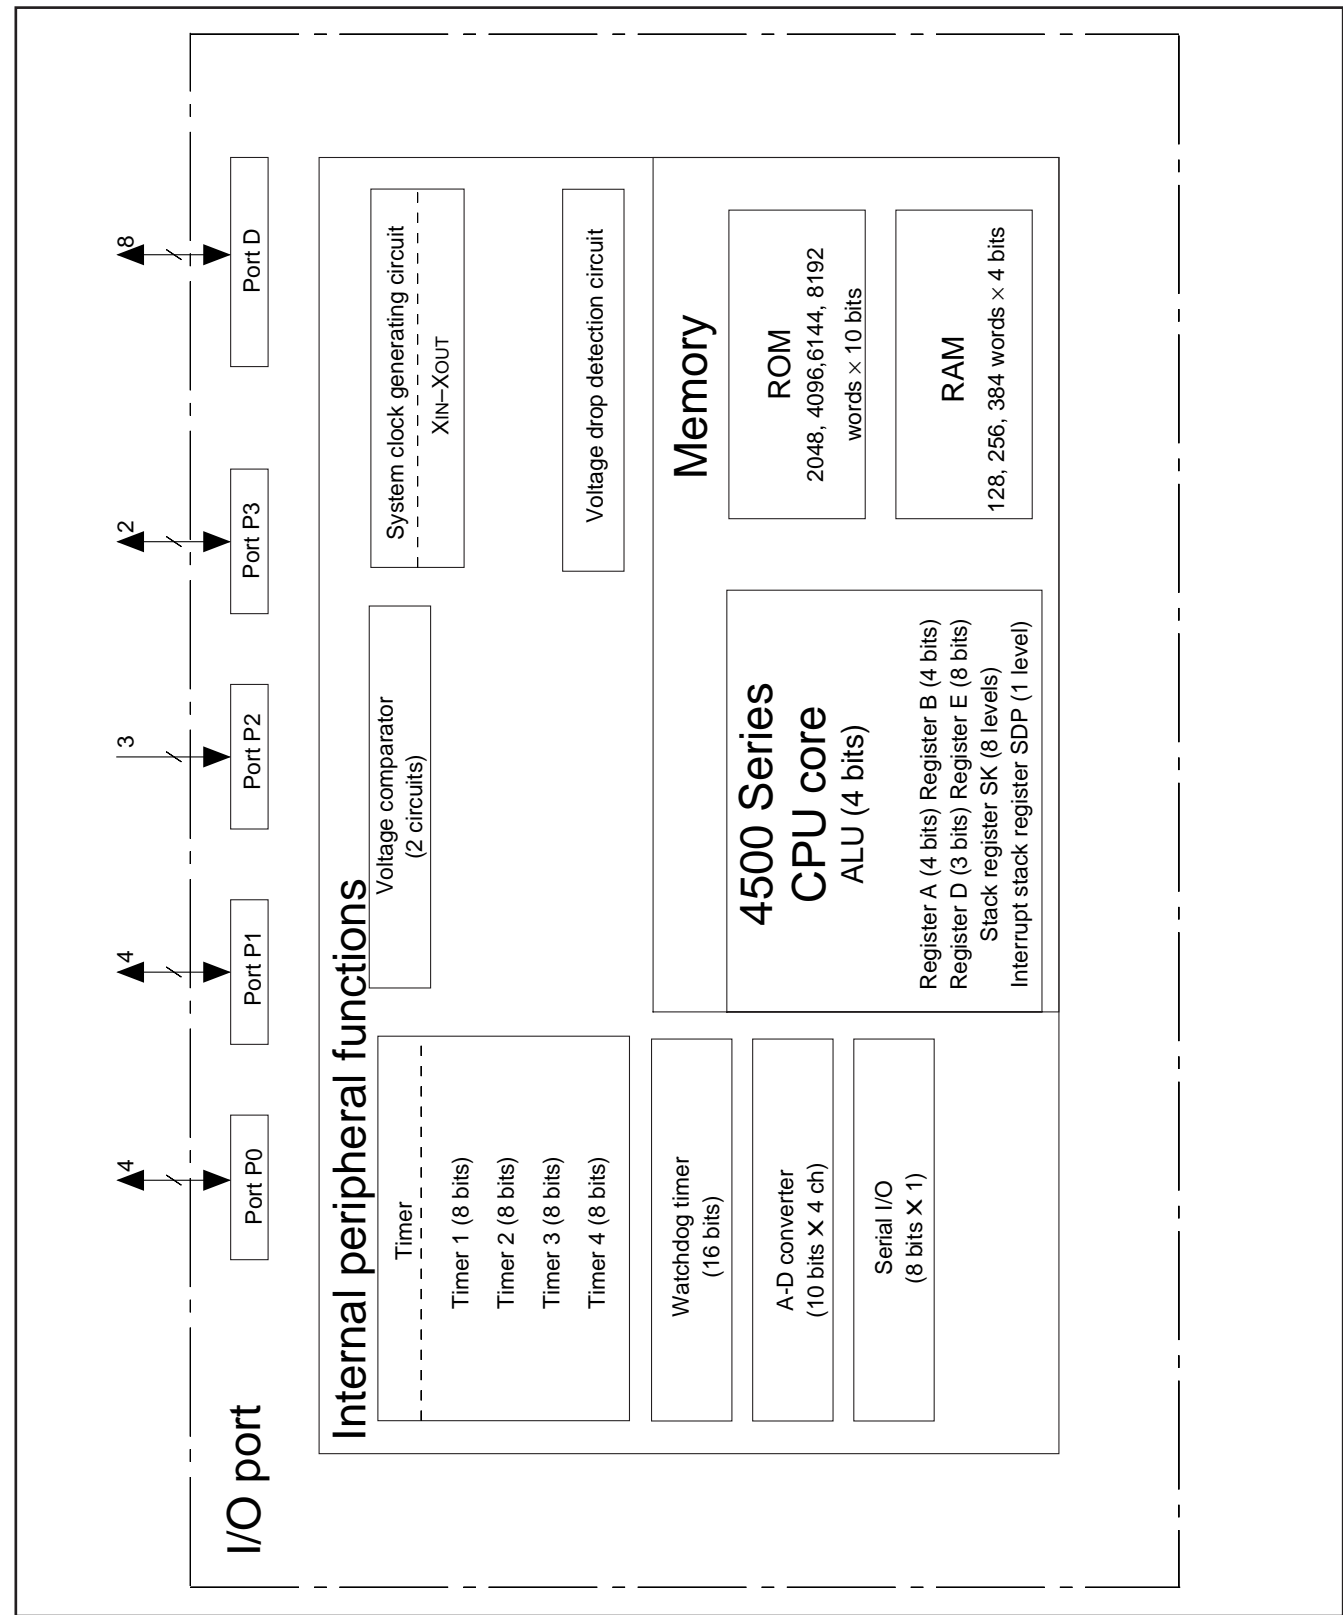 4
4
3
2
8
I/O port
Port P0
Port P1
Port P2
Port P3
Port D
Internal peripheral functions
Timer
Timer 1 (8 bits)
Timer 2 (8 bits)
Timer 3 (8 bits)
Timer 4 (8 bits)
Watchdog timer
(16 bits)
A-D converter
(10 bits × 4 ch)
Serial I/O
(8 bits × 1)
Voltage comparator
(2 circuits)
System clock generating circuit
XIN–XOUT
Voltage drop detection circuit
4500 Series
CPU core
ALU (4 bits)
Register A (4 bits) Register B (4 bits)
Register D (3 bits) Register E (8 bits)
Stack register SK (8 levels)
Interrupt stack register SDP (1 level)
Memory
ROM
2048, 4096,6144, 8192
words × 10 bits
RAM
128, 256, 384 words × 4 bits